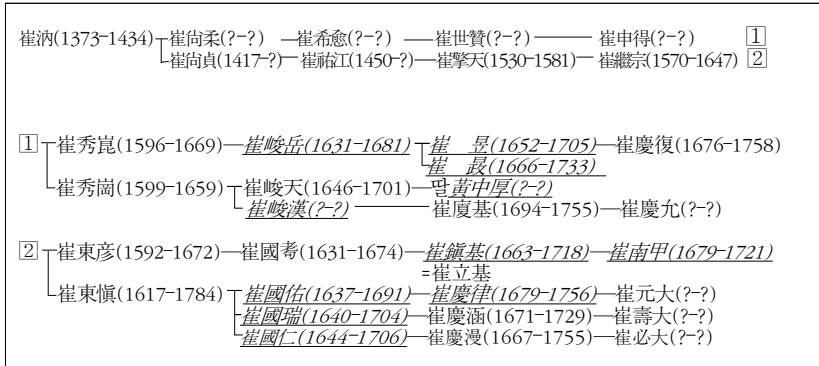 崔汭(1373-1434)崔尙柔(?-?)崔希愈(?-?)崔世贊(?-?)崔申得(?-?) 1
崔尙貞(1417-?)崔祐江(1450-?)崔擎天(1530-1581)崔繼宗(1570-1647) 2
1 崔秀崑(1596-1669)崔峻岳(1631-1681)崔 昱(1652-1705)崔慶復(1676-1758)
崔 (1666-1733)
崔秀崗(1599-1659)崔峻天(1646-1701)딸黃中厚(?-?)
崔峻漢(?-?)崔廈基(1694-1755)崔慶允(?-?)
2 崔東彦(1592-1672)崔國耉(1631-1674)崔鎭基(1663-1718)崔南甲(1679-1721)
=崔立基
崔東愼(1617-1784)崔國佑(1637-1691)崔慶律(1679-1756)崔元大(?-?)
崔國瑞(1640-1704)崔慶涵(1671-1729)崔壽大(?-?)
崔國仁(1644-1706)崔慶漫(1667-1755)崔必大(?-?)